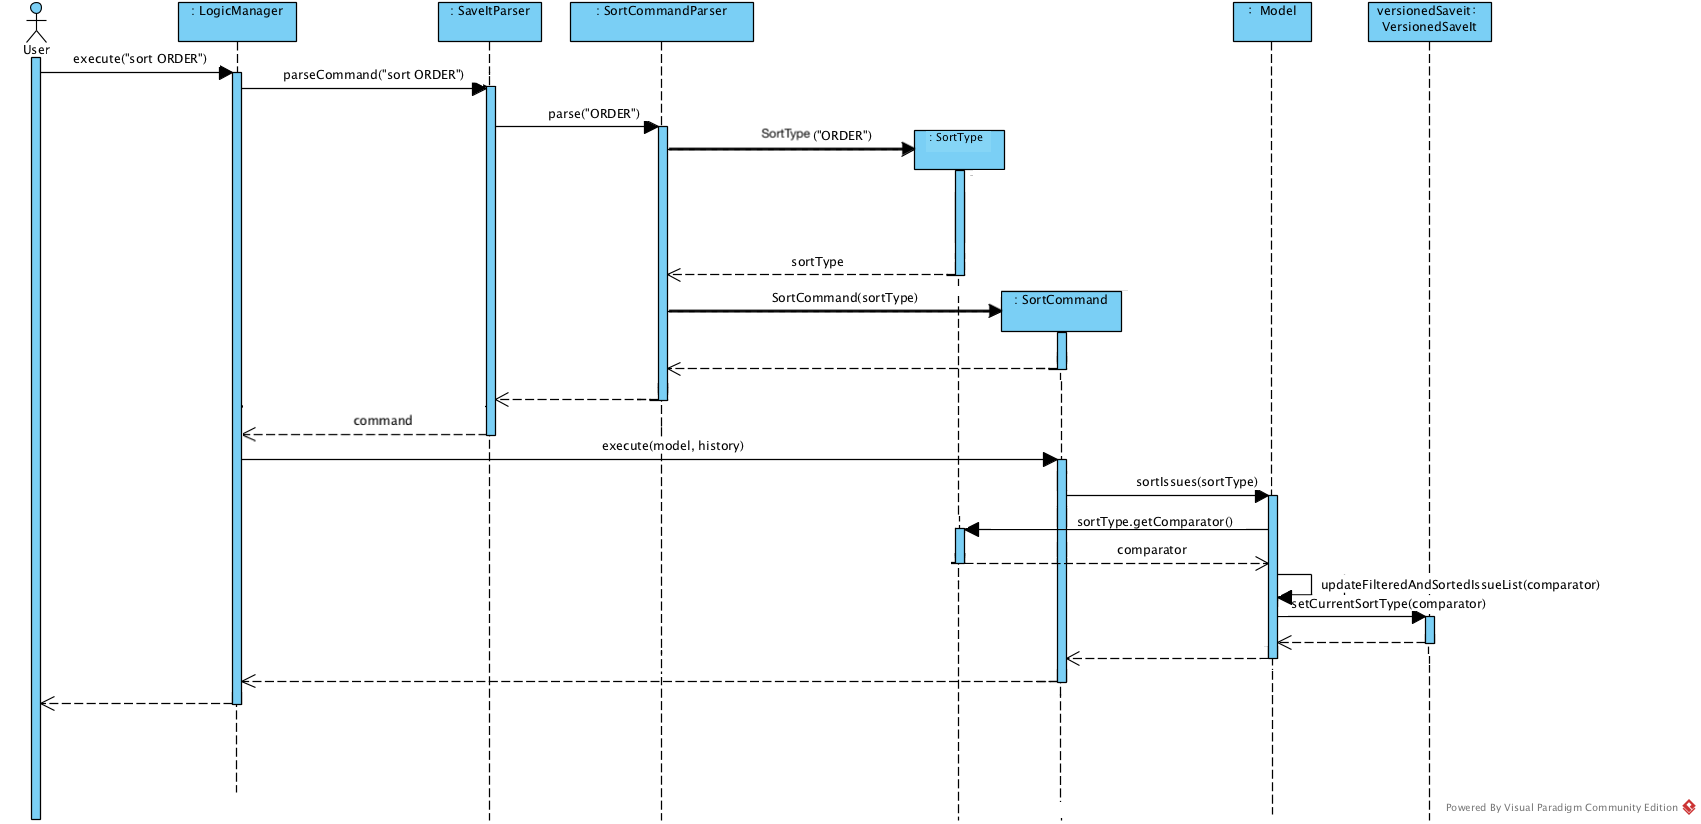 : LogicManager
: SaveItParser
: SortCommandParser
: Model
versionedSaveit:
VersionedSaveIt
User
execute("sort ORDER")
parseCommand("sort ORDER")
parse("ORDER")
SortType ("ORDER")
: SortType
sortType
SortCommand(sortType)
: SortCommand
command
execute(model, history)
sortIssues(sortType)
sortType.getComparator()
comparator
updateFilteredAndSortedIssueList(comparator)
setCurrentSortType(comparator)
Powered By Visual Paradigm Community Edition